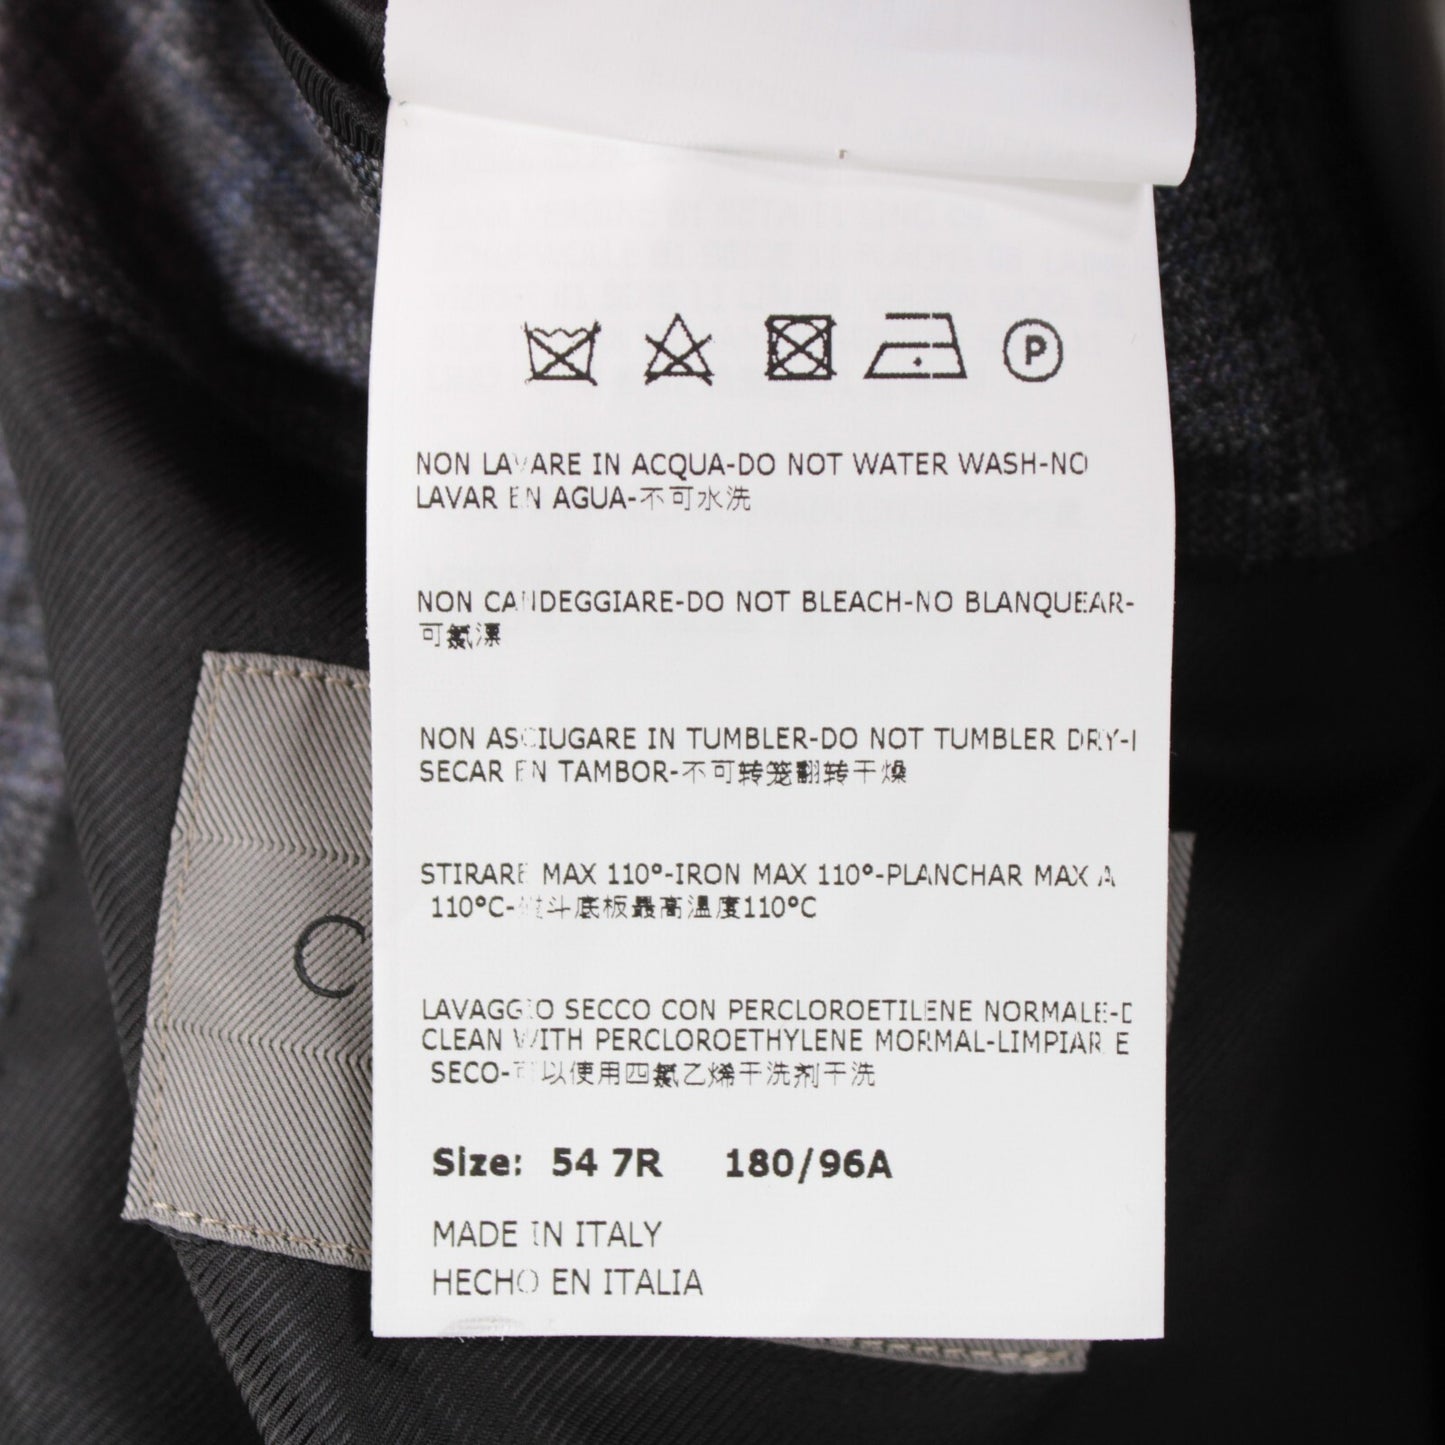 P
NON LAVARE IN ACQUA-DO NOT WATER WASH-NO
LAVAR EN AGUA-不可水洗
NON CANDEGGIARE-DO NOT BLEACH-NO BLANQUEAR-
可氯漂
NON ASCIUGARE IN TUMBLER-DO NOT TUMBLER DRY-
SECAR EN TAMBOR-不可转笼翻转干燥
STIRARE MAX 110°-IRON MAX 110°-PLANCHAR MAX A
110°C-熨斗底板最高温度110°C
LAVAGGIO SECCO CON PERCLOROETILENE NORMALE-D
CLEAN WITH PERCLOROETHYLENE MORMAL-LIMPIAR E
SECO-可以使用四氯乙烯干洗剂干洗
Size: 54 7R 180/96A
MADE IN ITALY
HECHO EN ITALIA
C